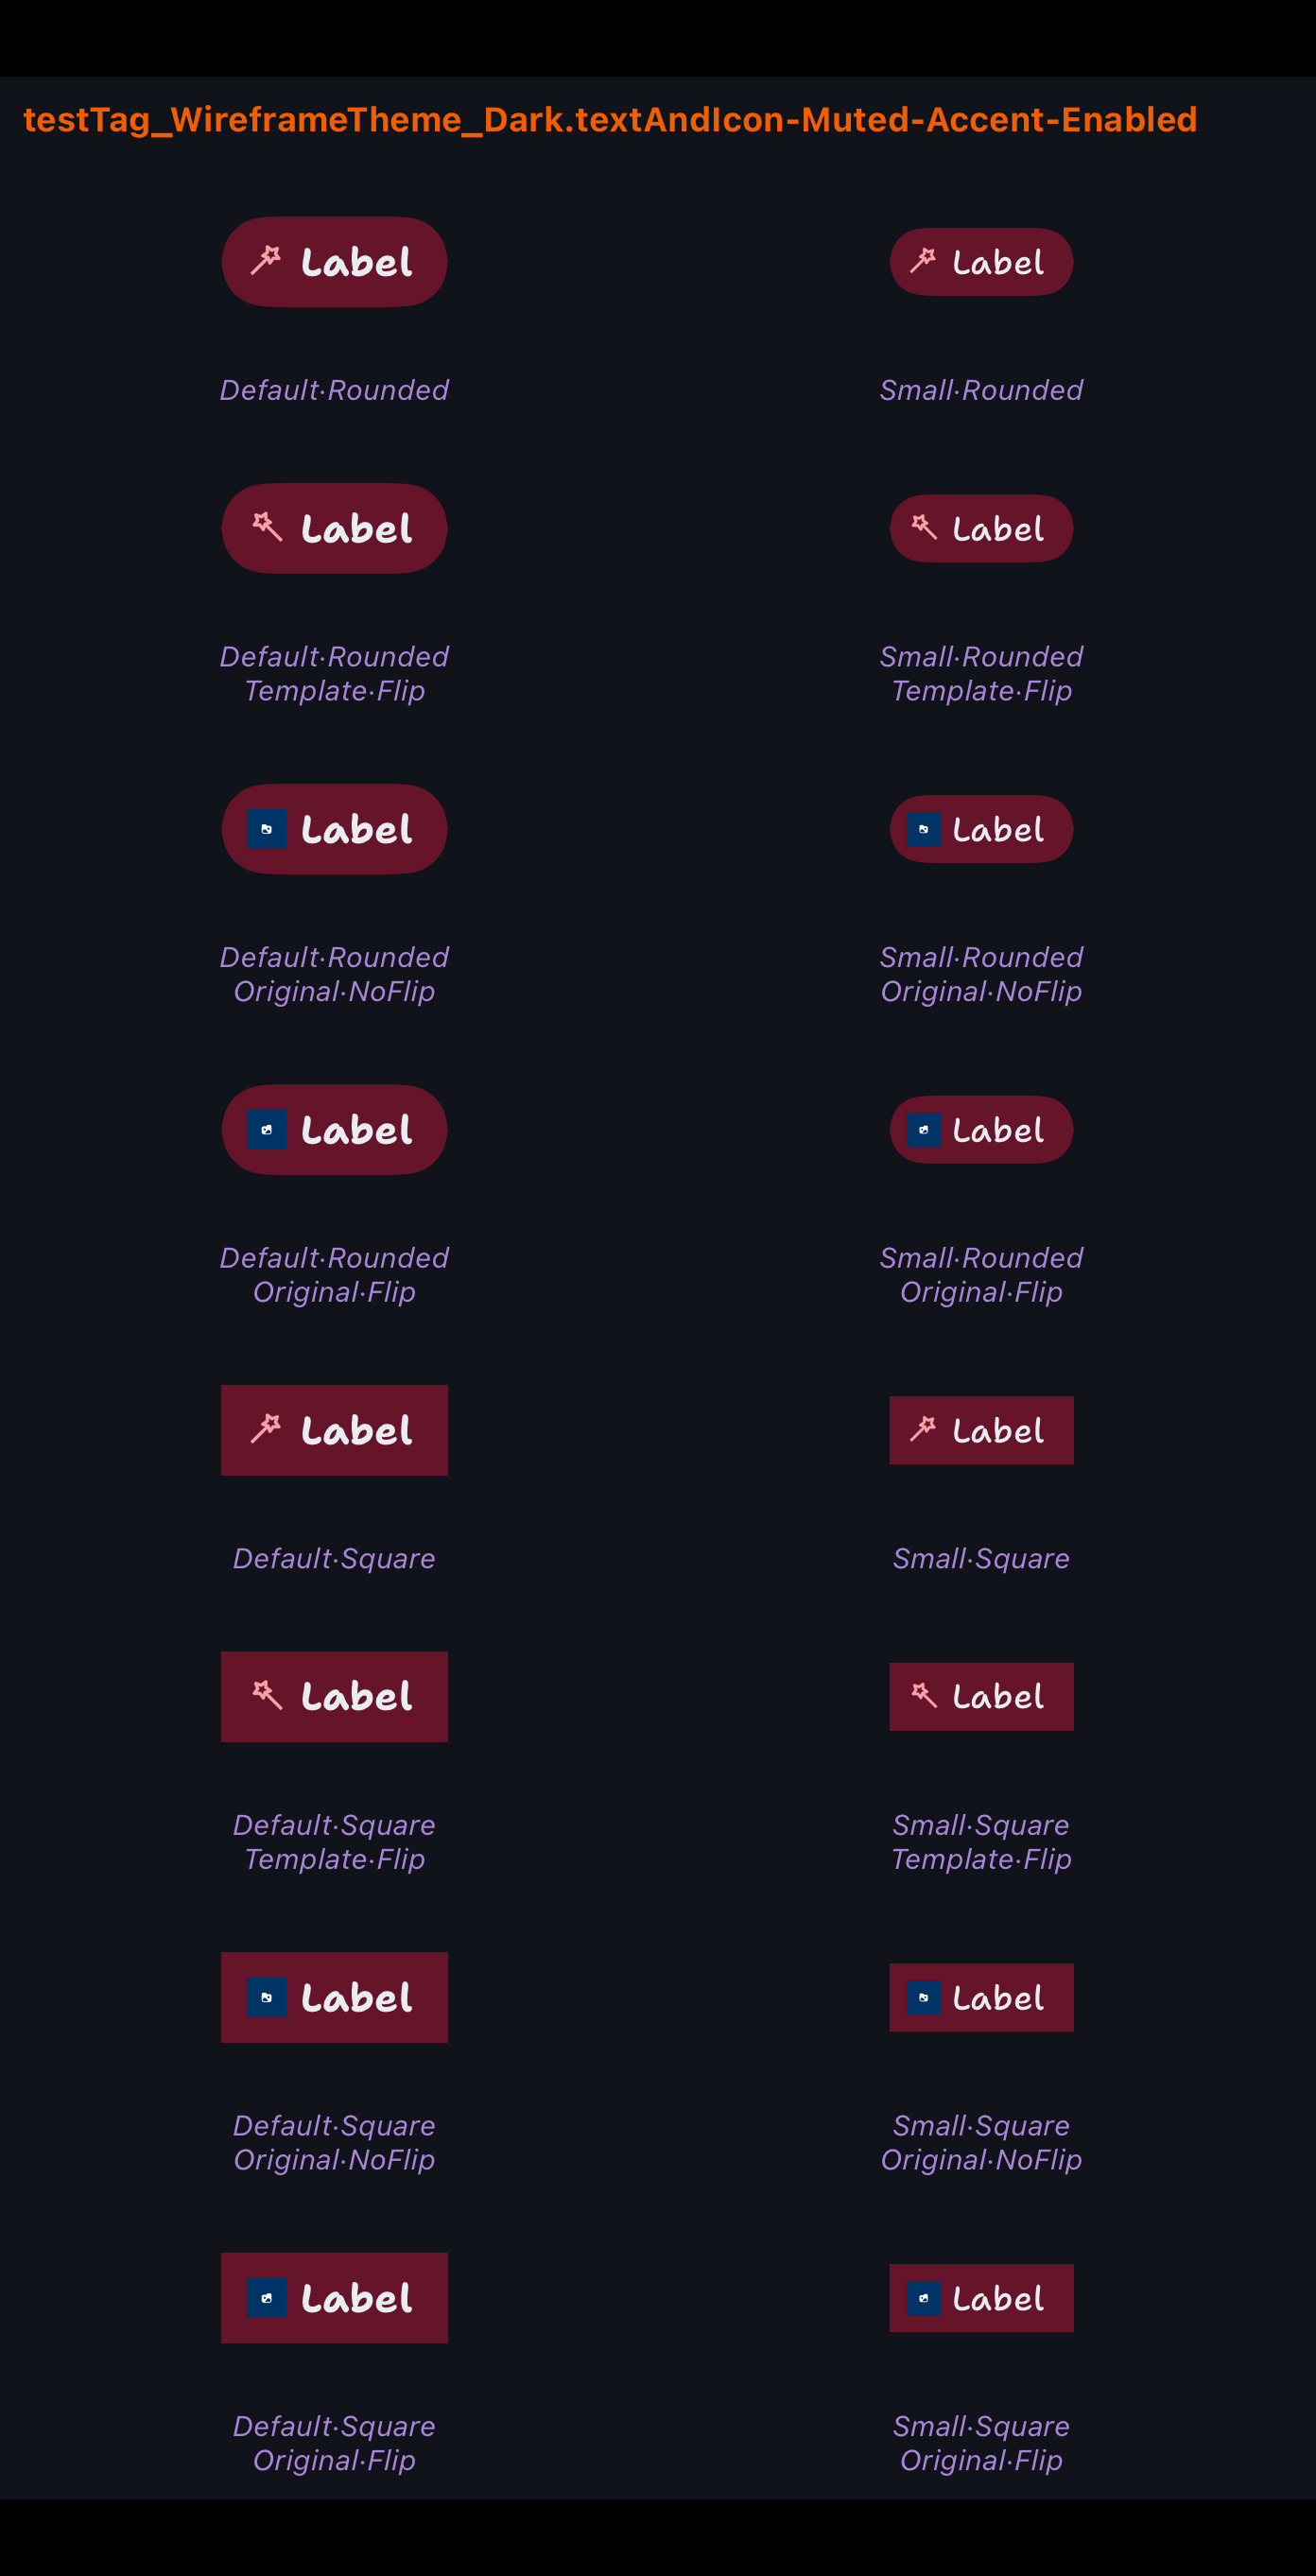 testTag_WireframeTheme_Dark.textAndIcon-Muted-Accent-Enabled
Label
Label
Default·Rounded
Small·Rounded
Label
Label
Default·Rounded
Template·Flip
Small·Rounded
Template·Flip
Label
Label
Default·Rounded
Original·NoFlip
Small·Rounded
Original·NoFlip
Label
Label
Default·Rounded
Original·Flip
Small·Rounded
Original·Flip
Label
Label
Default·Square
Small·Square
Label
Label
Default·Square
Template·Flip
Small·Square
Template·Flip
Label
Label
Default·Square
Original·NoFlip
Small·Square
Original·NoFlip
Label
Label
Default·Square
Original·Flip
Small·Square
Original·Flip